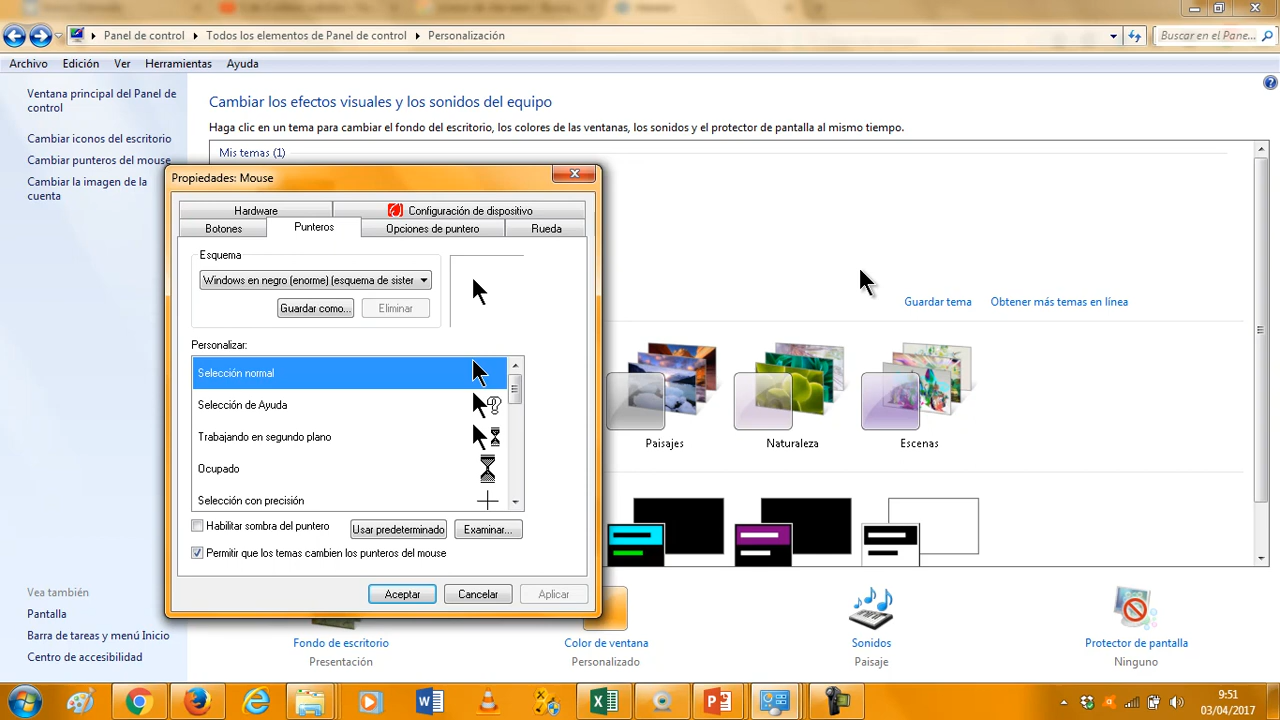 Panel de control
Todos los elementos de Panel de control
Personalización
Buscar en el Pane...
Archivo
Edición
Ver
Herramientas
Ayuda
Ventana principal del Panel de
control
Cambiar iconos del escritorio
Cambiar punteros del mouse
Cambiar la imagen de la
cuenta
Cambiar los efectos visuales y los sonidos del equipo
Haga clic en un tema para cambiar el fondo del escritorio, los colores de las ventanas, los sonidos y el protector de pantalla al mismo tiempo.
Mis temas (1)
Guardar tema
Obtener más temas en línea
Paisajes
Naturaleza
Escenas
Propiedades: Mouse
Hardware
Configuración de dispositivo
Botones
Punteros
Opciones de puntero
Rueda
Esquema
Windows en negro (enorme) (esquema de sister
Guardar como...
Eliminar
Personalizar:
Selección normal
Selección de Ayuda
Trabajando en segundo plano
Ocupado
Selección con precisión
Habilitar sombra del puntero
Usar predeterminado
Examinar...
Permitir que los temas cambien los punteros del mouse
Aceptar
Cancelar
Aplicar
Vea también
Pantalla
Barra de tareas y menú Inicio
Centro de accesibilidad
Fondo de escritorio
Presentación
Color de ventana
Personalizado
Sonidos
Paisaje
Protector de pantalla
Ninguno
9:51
03/04/2017